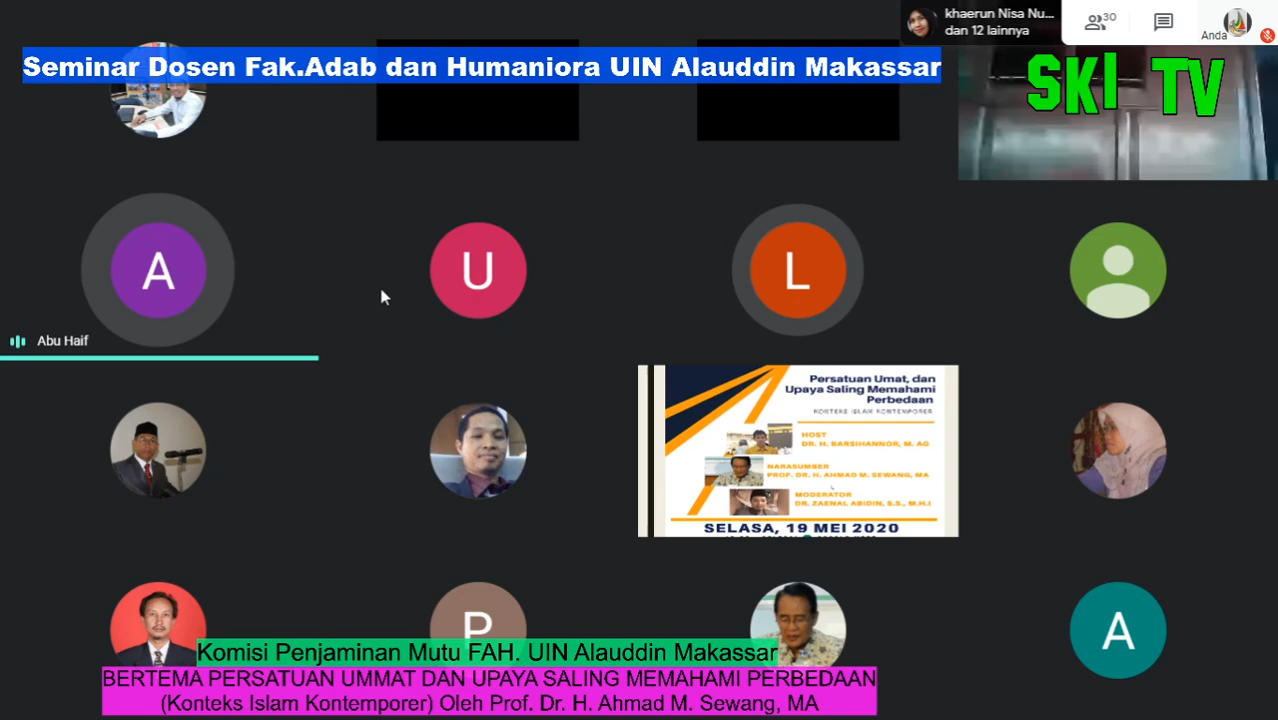 khaerun Nisa Nu...
dan 12 lainnya
30
Anda
Seminar Dosen Fak.Adab dan Humaniora UIN Alauddin Makassar
SKI TV
A
U
L
Abu Haif
Persatuan Umat, dan
Upaya Saling Memahami
Perbedaan
KONTEKS ISLAM KONTEMPORER
HOST
DR. H. BARSIHANNOR, M. AG
NARASUMBER
PROF. DR. H. AHMAD M. SEWANG, MA
MODERATOR
DR. ZAENAL ABIDIN, S.S., M.H.I
SELASA, 19 MEI 2020
P
A
Komisi Penjaminan Mutu FAH. UIN Alauddin Makassar
BERTEMA PERSATUAN UMMAT DAN UPAYA SALING MEMAHAMI PERBEDAAN
(Konteks Islam Kontemporer) Oleh Prof. Dr. H. Ahmad M. Sewang, MA